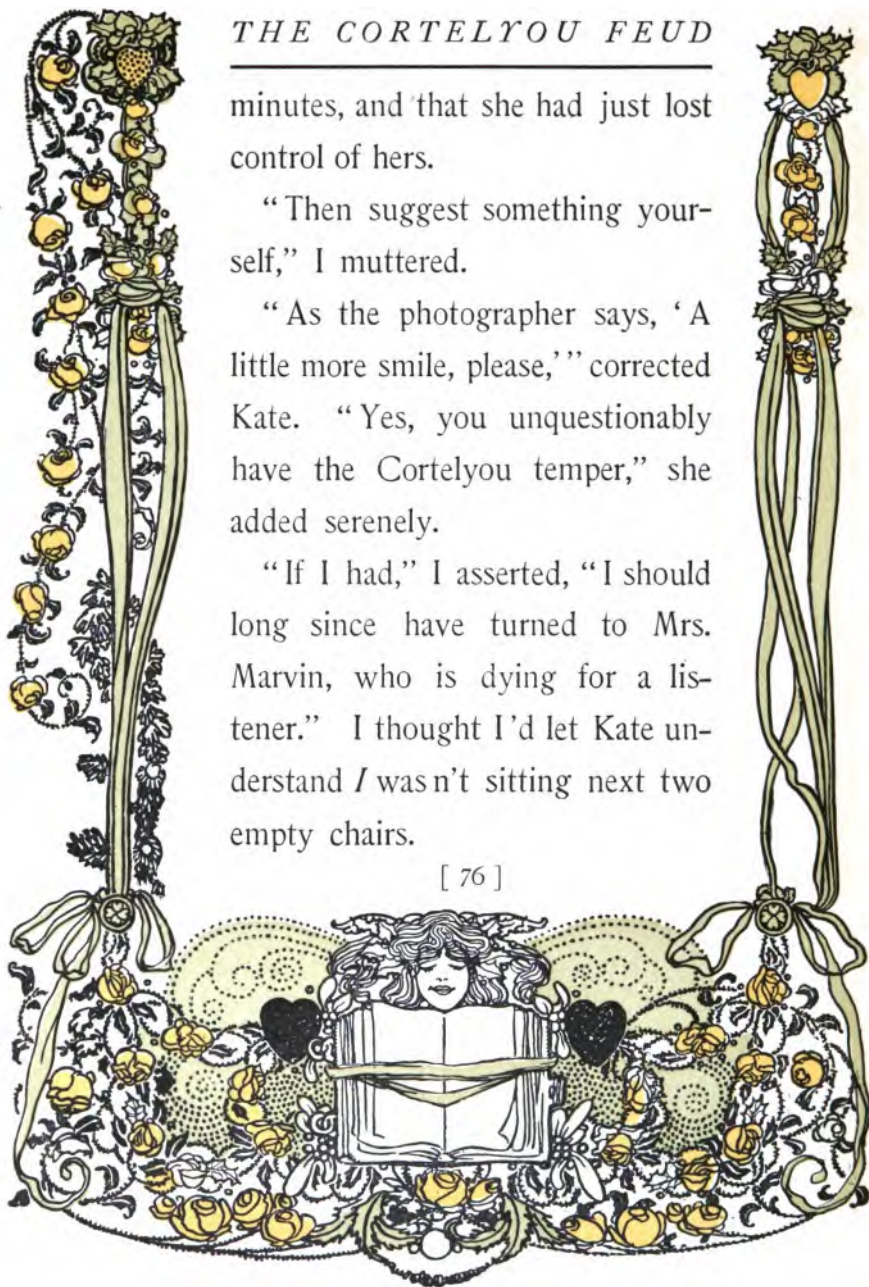 THE CORTELYOU FEUD
minutes, and that she had just lost
control of hers.
“Then suggest something your-
self,” I muttered.
“As the photographer says, ‘A
little more smile, please,’” corrected
Kate. “Yes, you unquestionably
have the Cortelyou temper,” she
added serenely.
“If I had,” I asserted, “I should
long since have turned to Mrs.
Marvin, who is dying for a lis-
tener.” I thought I’d let Kate un-
derstand I wasn’t sitting next two
empty chairs.
[ 76 ]